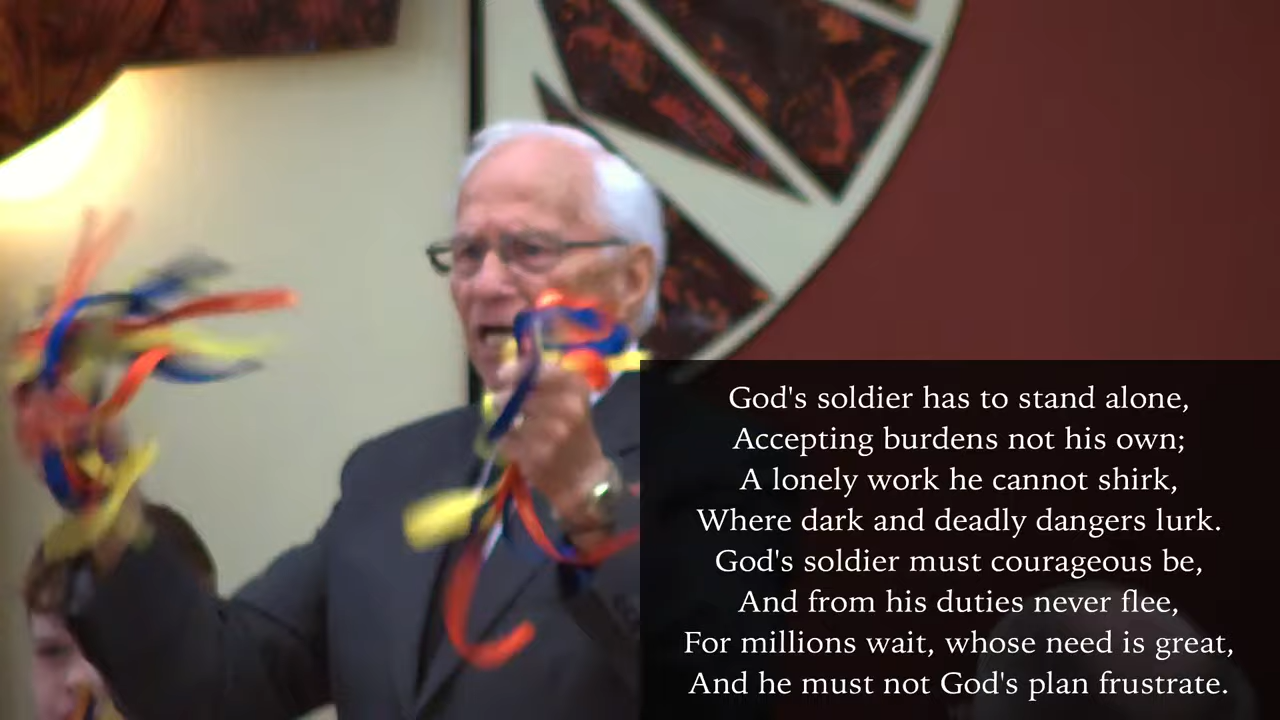 God's soldier has to stand alone,
Accepting burdens not his own;
A lonely work he cannot shirk,
Where dark and deadly dangers lurk.
God's soldier must courageous be,
And from his duties never flee,
For millions wait, whose need is great,
And he must not God's plan frustrate.